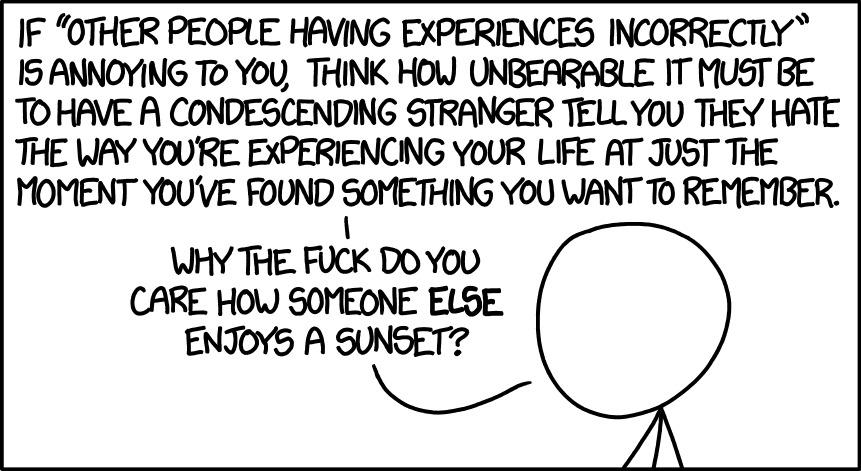 IF "OTHER PEOPLE HAVING EXPERIENCES INCORRECTLY"
IS ANNOYING TO YOU, THINK HOW UNBEARABLE IT MUST BE
TO HAVE A CONDESCENDING STRANGER TELL YOU THEY HATE
THE WAY YOU'RE EXPERIENCING YOUR LIFE AT JUST THE
MOMENT YOU'VE FOUND SOMETHING YOU WANT TO REMEMBER.
WHY THE FUCK DO YOU
CARE HOW SOMEONE ELSE
ENJOYS A SUNSET?